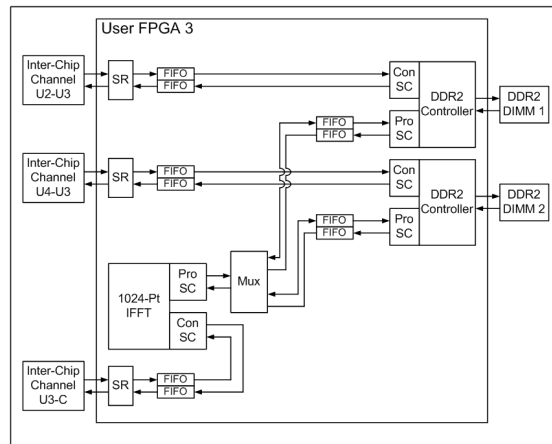 User FPGA 3
Inter-Chip
Channel
U2-U3
SR
FIFO
FIFO
Con
SC
DDR2
Controller
Pro
SC
DDR2
DIMM 1
FIFO
FIFO
Inter-Chip
Channel
U4-U3
SR
FIFO
FIFO
Con
SC
DDR2
Controller
Pro
SC
DDR2
DIMM 2
FIFO
FIFO
1024-Pt
IFFT
Pro
SC
Con
SC
Mux
Inter-Chip
Channel
U3-C
SR
FIFO
FIFO